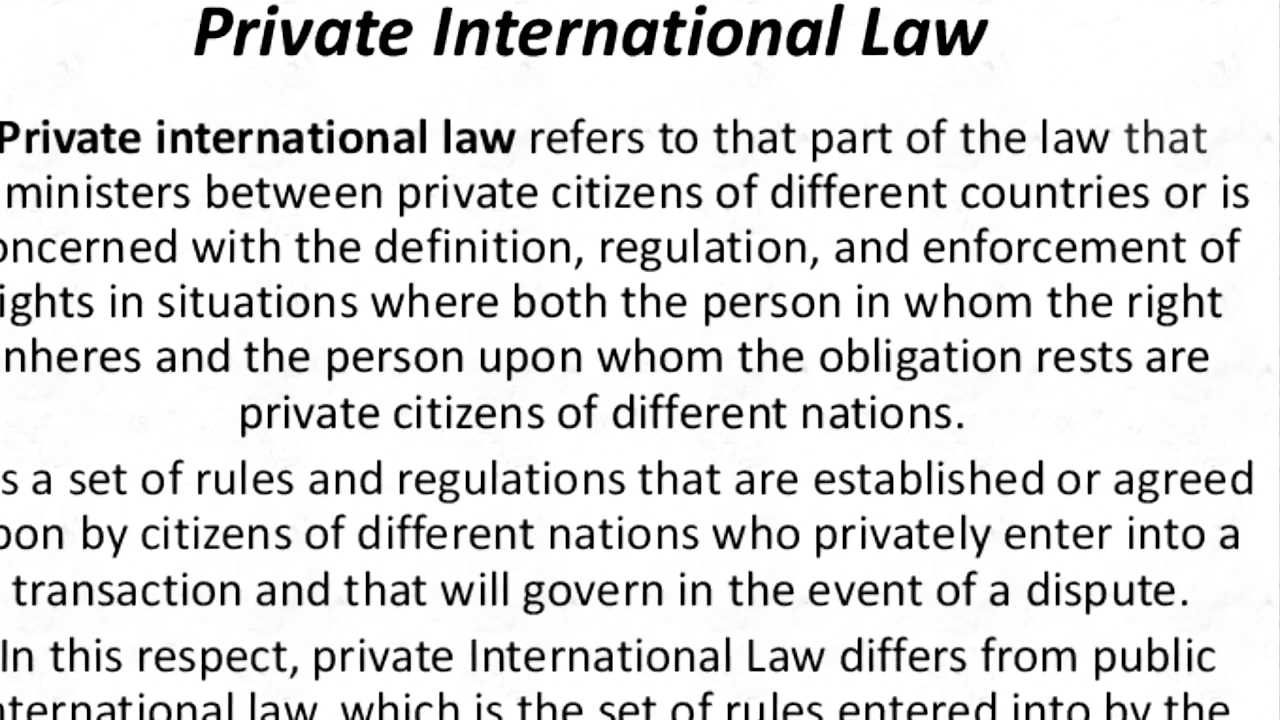 Private International Law
Private international law refers to that part of the law that
ministers between private citizens of different countries or is
oncerned with the definition, regulation, and enforcement of
ights in situations where both the person in whom the right
nheres and the person upon whom the obligation rests are
private citizens of different nations.
s a set of rules and regulations that are established or agreed
pon by citizens of different nations who privately enter into a
transaction and that will govern in the event of a dispute.
In this respect, private International Law differs from public
nternational law, which is the set of rules entered into by the